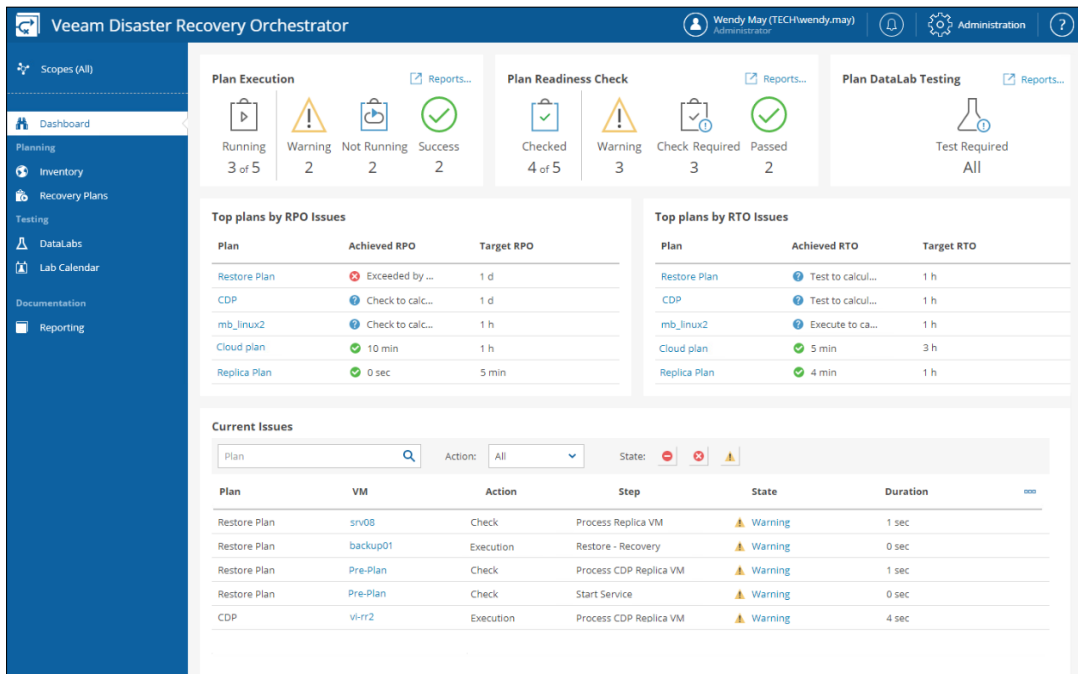 Veeam Disaster Recovery Orchestrator
Wendy May (TECH\wendy.may)
Administrator
Administration
?
Scopes (All)
Dashboard
Planning
Inventory
Recovery Plans
Testing
DataLabs
Lab Calendar
Documentation
Reporting
Plan Execution Reports...
Running Warning Not Running Success
3 of 5 2 2 2
Plan Readiness Check Reports...
Checked Warning Check Required Passed
4 of 5 3 3 2
Plan DataLab Testing Reports...
Test Required
All
Top plans by RPO Issues
Plan Achieved RPO Target RPO
Restore Plan Exceeded by ... 1 d
CDP Check to calc... 1 d
mb_linux2 Check to calc... 1 h
Cloud plan 10 min 1 h
Replica Plan 0 sec 5 min
Top plans by RTO Issues
Plan Achieved RTO Target RTO
Restore Plan Test to calcul... 1 h
CDP Test to calcul... 1 h
mb_linux2 Execute to ca... 1 h
Cloud plan 5 min 3 h
Replica Plan 4 min 1 h
Current Issues
Plan Action: All State:
Plan VM Action Step State Duration
Restore Plan srv08 Check Process Replica VM Warning 1 sec
Restore Plan backup01 Execution Restore - Recovery Warning 0 sec
Restore Plan Pre-Plan Check Process CDP Replica VM Warning 1 sec
Restore Plan Pre-Plan Check Start Service Warning 0 sec
CDP vi-rr2 Execution Process CDP Replica VM Warning 4 sec